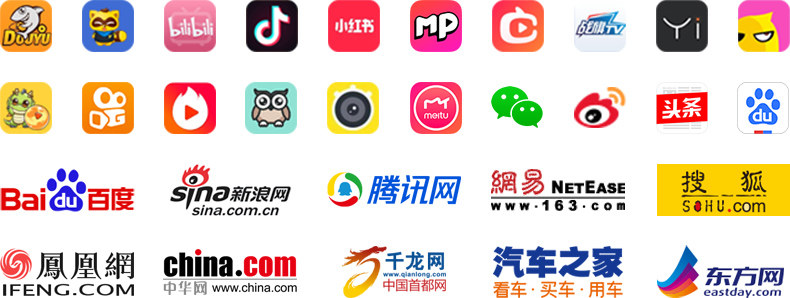 DOUYU
bilibili
小红书
MP
战旗TV
Yi
meitu
头条
du
Bai du 百度
sina新浪网
sina.com.cn
腾讯网
網易 NETEASE
www.163.com
搜狐
SOHU.com
鳳凰網
IFENG.COM
china.com
中华网 www.china.com
千龙网
www.qianlong.com
中国首都网
汽车之家
看车·买车·用车
东方网
eastday.com